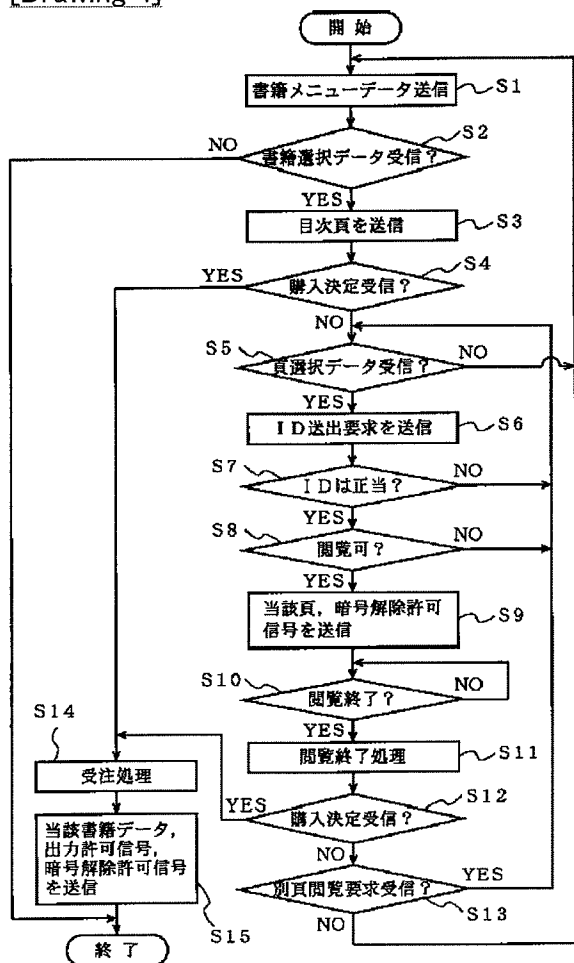 [Drawing 4]
開始
書籍メニューデータ送信 S1
S2
NO
書籍選択データ受信？
YES
目次頁を送信 S3
S4
YES
購入決定受信？
NO
S5
頁選択データ受信？
NO
YES
ID送出要求を送信 S6
S7
IDは正当？
NO
YES
S8
閲覧可？
NO
YES
当該頁，暗号解除許可
信号を送信
S9
S10
閲覧終了？
NO
YES
閲覧終了処理 S11
S12
YES
購入決定受信？
NO
別頁閲覧要求受信？
YES
S13
NO
S14
受注処理
当該書籍データ，
出力許可信号，
暗号解除許可信号
を送信
S15
終了